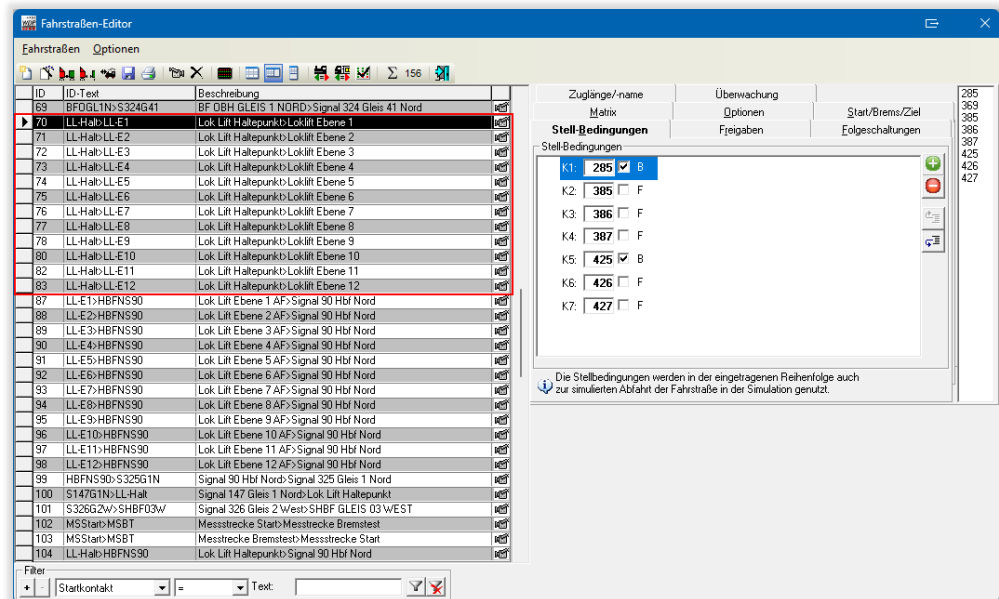 Fahrstraßen-Editor
Fahrstraßen Optionen
Σ 156
ID ID-Text Beschreibung
69 BFOGL1N>S324G41 BF OBH GLEIS 1 NORD>Signal 324 Gleis 41 Nord
70 LL-Halt>LL-E1 Lok Lift Haltepunkt>Loklift Ebene 1
71 LL-Halt>LL-E2 Lok Lift Haltepunkt>Loklift Ebene 2
72 LL-Halt>LL-E3 Lok Lift Haltepunkt>Loklift Ebene 3
73 LL-Halt>LL-E4 Lok Lift Haltepunkt>Loklift Ebene 4
74 LL-Halt>LL-E5 Lok Lift Haltepunkt>Loklift Ebene 5
75 LL-Halt>LL-E6 Lok Lift Haltepunkt>Loklift Ebene 6
76 LL-Halt>LL-E7 Lok Lift Haltepunkt>Loklift Ebene 7
77 LL-Halt>LL-E8 Lok Lift Haltepunkt>Loklift Ebene 8
78 LL-Halt>LL-E9 Lok Lift Haltepunkt>Loklift Ebene 9
80 LL-Halt>LL-E10 Lok Lift Haltepunkt>Loklift Ebene 10
82 LL-Halt>LL-E11 Lok Lift Haltepunkt>Loklift Ebene 11
83 LL-Halt>LL-E12 Lok Lift Haltepunkt>Loklift Ebene 12
87 LL-E1>HBFNS90 Lok Lift Ebene 1 AF>Signal 90 Hbf Nord
88 LL-E2>HBFNS90 Lok Lift Ebene 2 AF>Signal 90 Hbf Nord
89 LL-E3>HBFNS90 Lok Lift Ebene 3 AF>Signal 90 Hbf Nord
90 LL-E4>HBFNS90 Lok Lift Ebene 4 AF>Signal 90 Hbf Nord
91 LL-E5>HBFNS90 Lok Lift Ebene 5 AF>Signal 90 Hbf Nord
92 LL-E6>HBFNS90 Lok Lift Ebene 6 AF>Signal 90 Hbf Nord
93 LL-E7>HBFNS90 Lok Lift Ebene 7 AF>Signal 90 Hbf Nord
94 LL-E8>HBFNS90 Lok Lift Ebene 8 AF>Signal 90 Hbf Nord
95 LL-E9>HBFNS90 Lok Lift Ebene 9 AF>Signal 90 Hbf Nord
96 LL-E10>HBFNS90 Lok Lift Ebene 10 AF>Signal 90 Hbf Nord
97 LL-E11>HBFNS90 Lok Lift Ebene 11 AF>Signal 90 Hbf Nord
98 LL-E12>HBFNS90 Lok Lift Ebene 12 AF>Signal 90 Hbf Nord
99 HBFNS90>S325G1N Signal 90 Hbf Nord>Signal 325 Gleis 1 Nord
100 S147G1N>LL-Halt Signal 147 Gleis 1 Nord>Lok Lift Haltepunkt
101 S326G2W>SHBF03W Signal 326 Gleis 2 West>SHBF GLEIS 03 WEST
102 MSStart>MSBT Messstrecke Start>Messtrecke Bremstest
103 MSStart>MSBT Messtrecke Bremstest>Messstrecke Start
104 LL-Halt>HBFNS90 Lok Lift Haltepunkt>Signal 90 Hbf Nord
Filter
+ - Startkontakt = Text:
Zuglänge/-name Überwachung
Matrix Optionen Start/Brems/Ziel
Stell-Bedingungen Freigaben Folgeschaltungen
Stell-Bedingungen
K1: 285 B
K2: 385 F
K3: 386 F
K4: 387 F
K5: 425 B
K6: 426 F
K7: 427 F
Die Stellbedingungen werden in der eingetragenen Reihenfolge auch
zur simulierten Abfahrt der Fahrstraße in der Simulation genutzt.
285
369
385
386
387
425
426
427